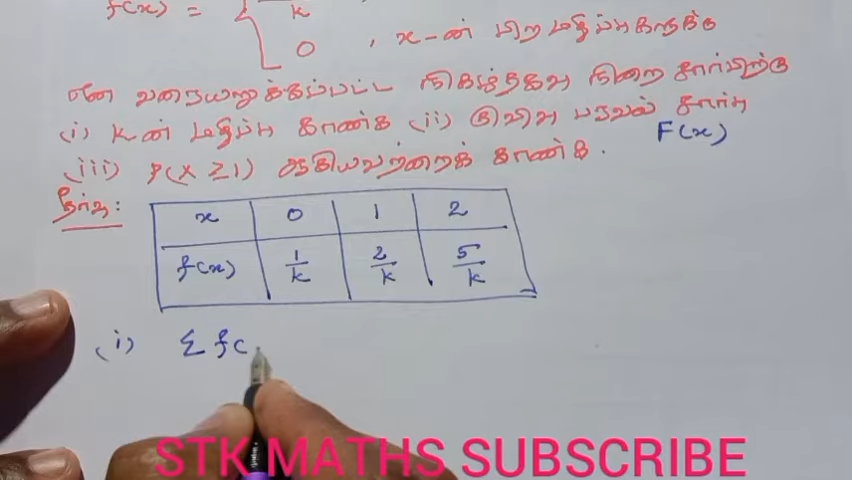 f(x) = { k
0 , x-ன் பிற மதிப்புகளுக்கு
என வரையறுக்கப்பட்ட நிகழ்தகவு நிறை சார்பிற்கு
(i) k ன் மதிப்பு காண்க (ii) குவிவு பரவல் சார்பு F(x)
(iii) P(X ≥ 1) ஆகியவற்றைக் காண்க.
தீர்வு:
x 0 1 2
f(x) 1/k 2/k 5/k
(i) Σ f(
STK MATHS SUBSCRIBE